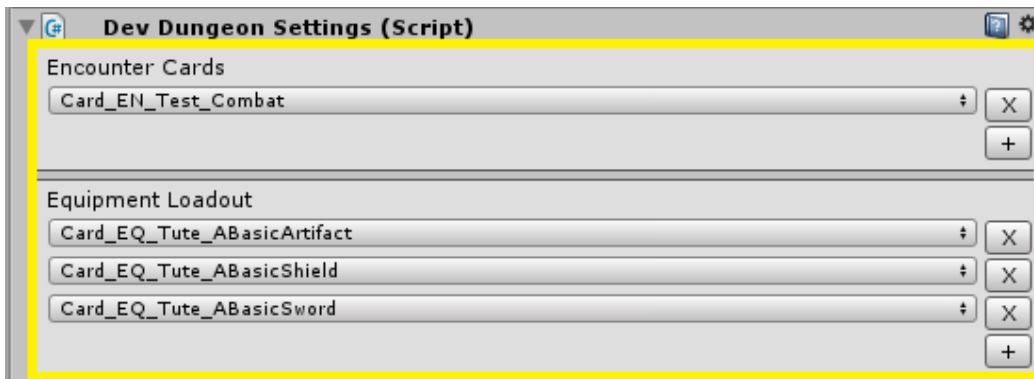 Dev Dungeon Settings (Script)
Encounter Cards
Card_EN_Test_Combat
X
+
Equipment Loadout
Card_EQ_Tute_ABasicArtifact
X
Card_EQ_Tute_ABasicShield
X
Card_EQ_Tute_ABasicSword
X
+